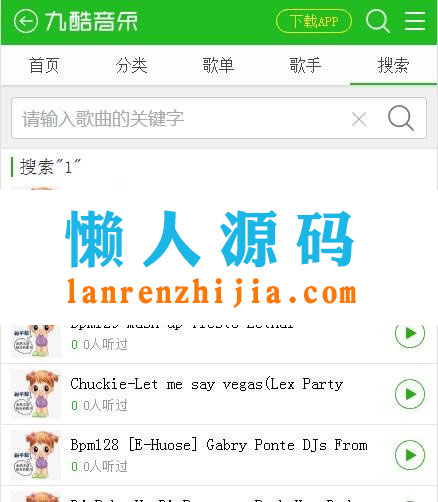 九酷音乐
下载APP
首页 分类 歌单 歌手 搜索
请输入歌曲的关键字
搜索"1"
懒人源码
lanrenzhijia.com
0 0人听过
Chuckie-Let me say vegas(Lex Party
0 0人听过
Bpm128 [E-Huose] Gabry Ponte DJs From
0 0人听过